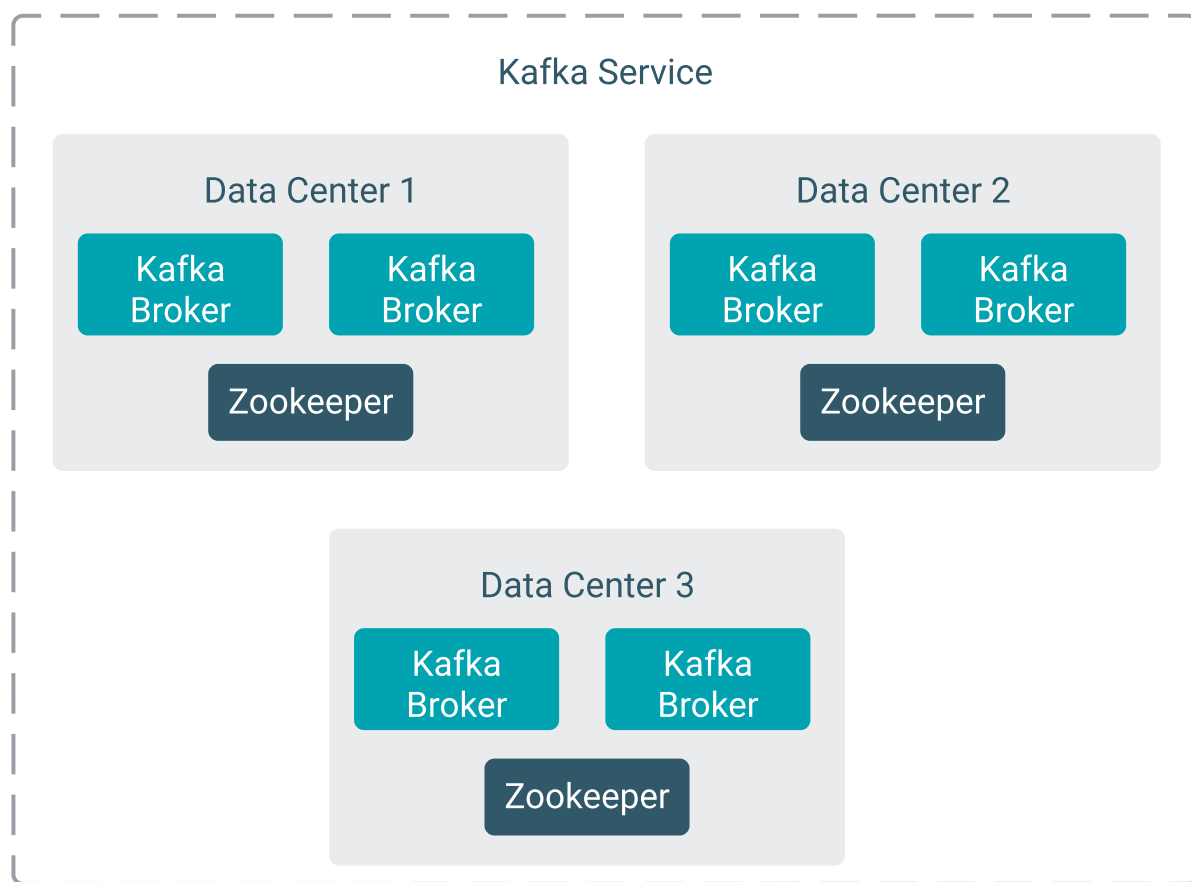 Kafka Service
Data Center 1
Kafka
Broker
Kafka
Broker
Zookeeper
Data Center 2
Kafka
Broker
Kafka
Broker
Zookeeper
Data Center 3
Kafka
Broker
Kafka
Broker
Zookeeper